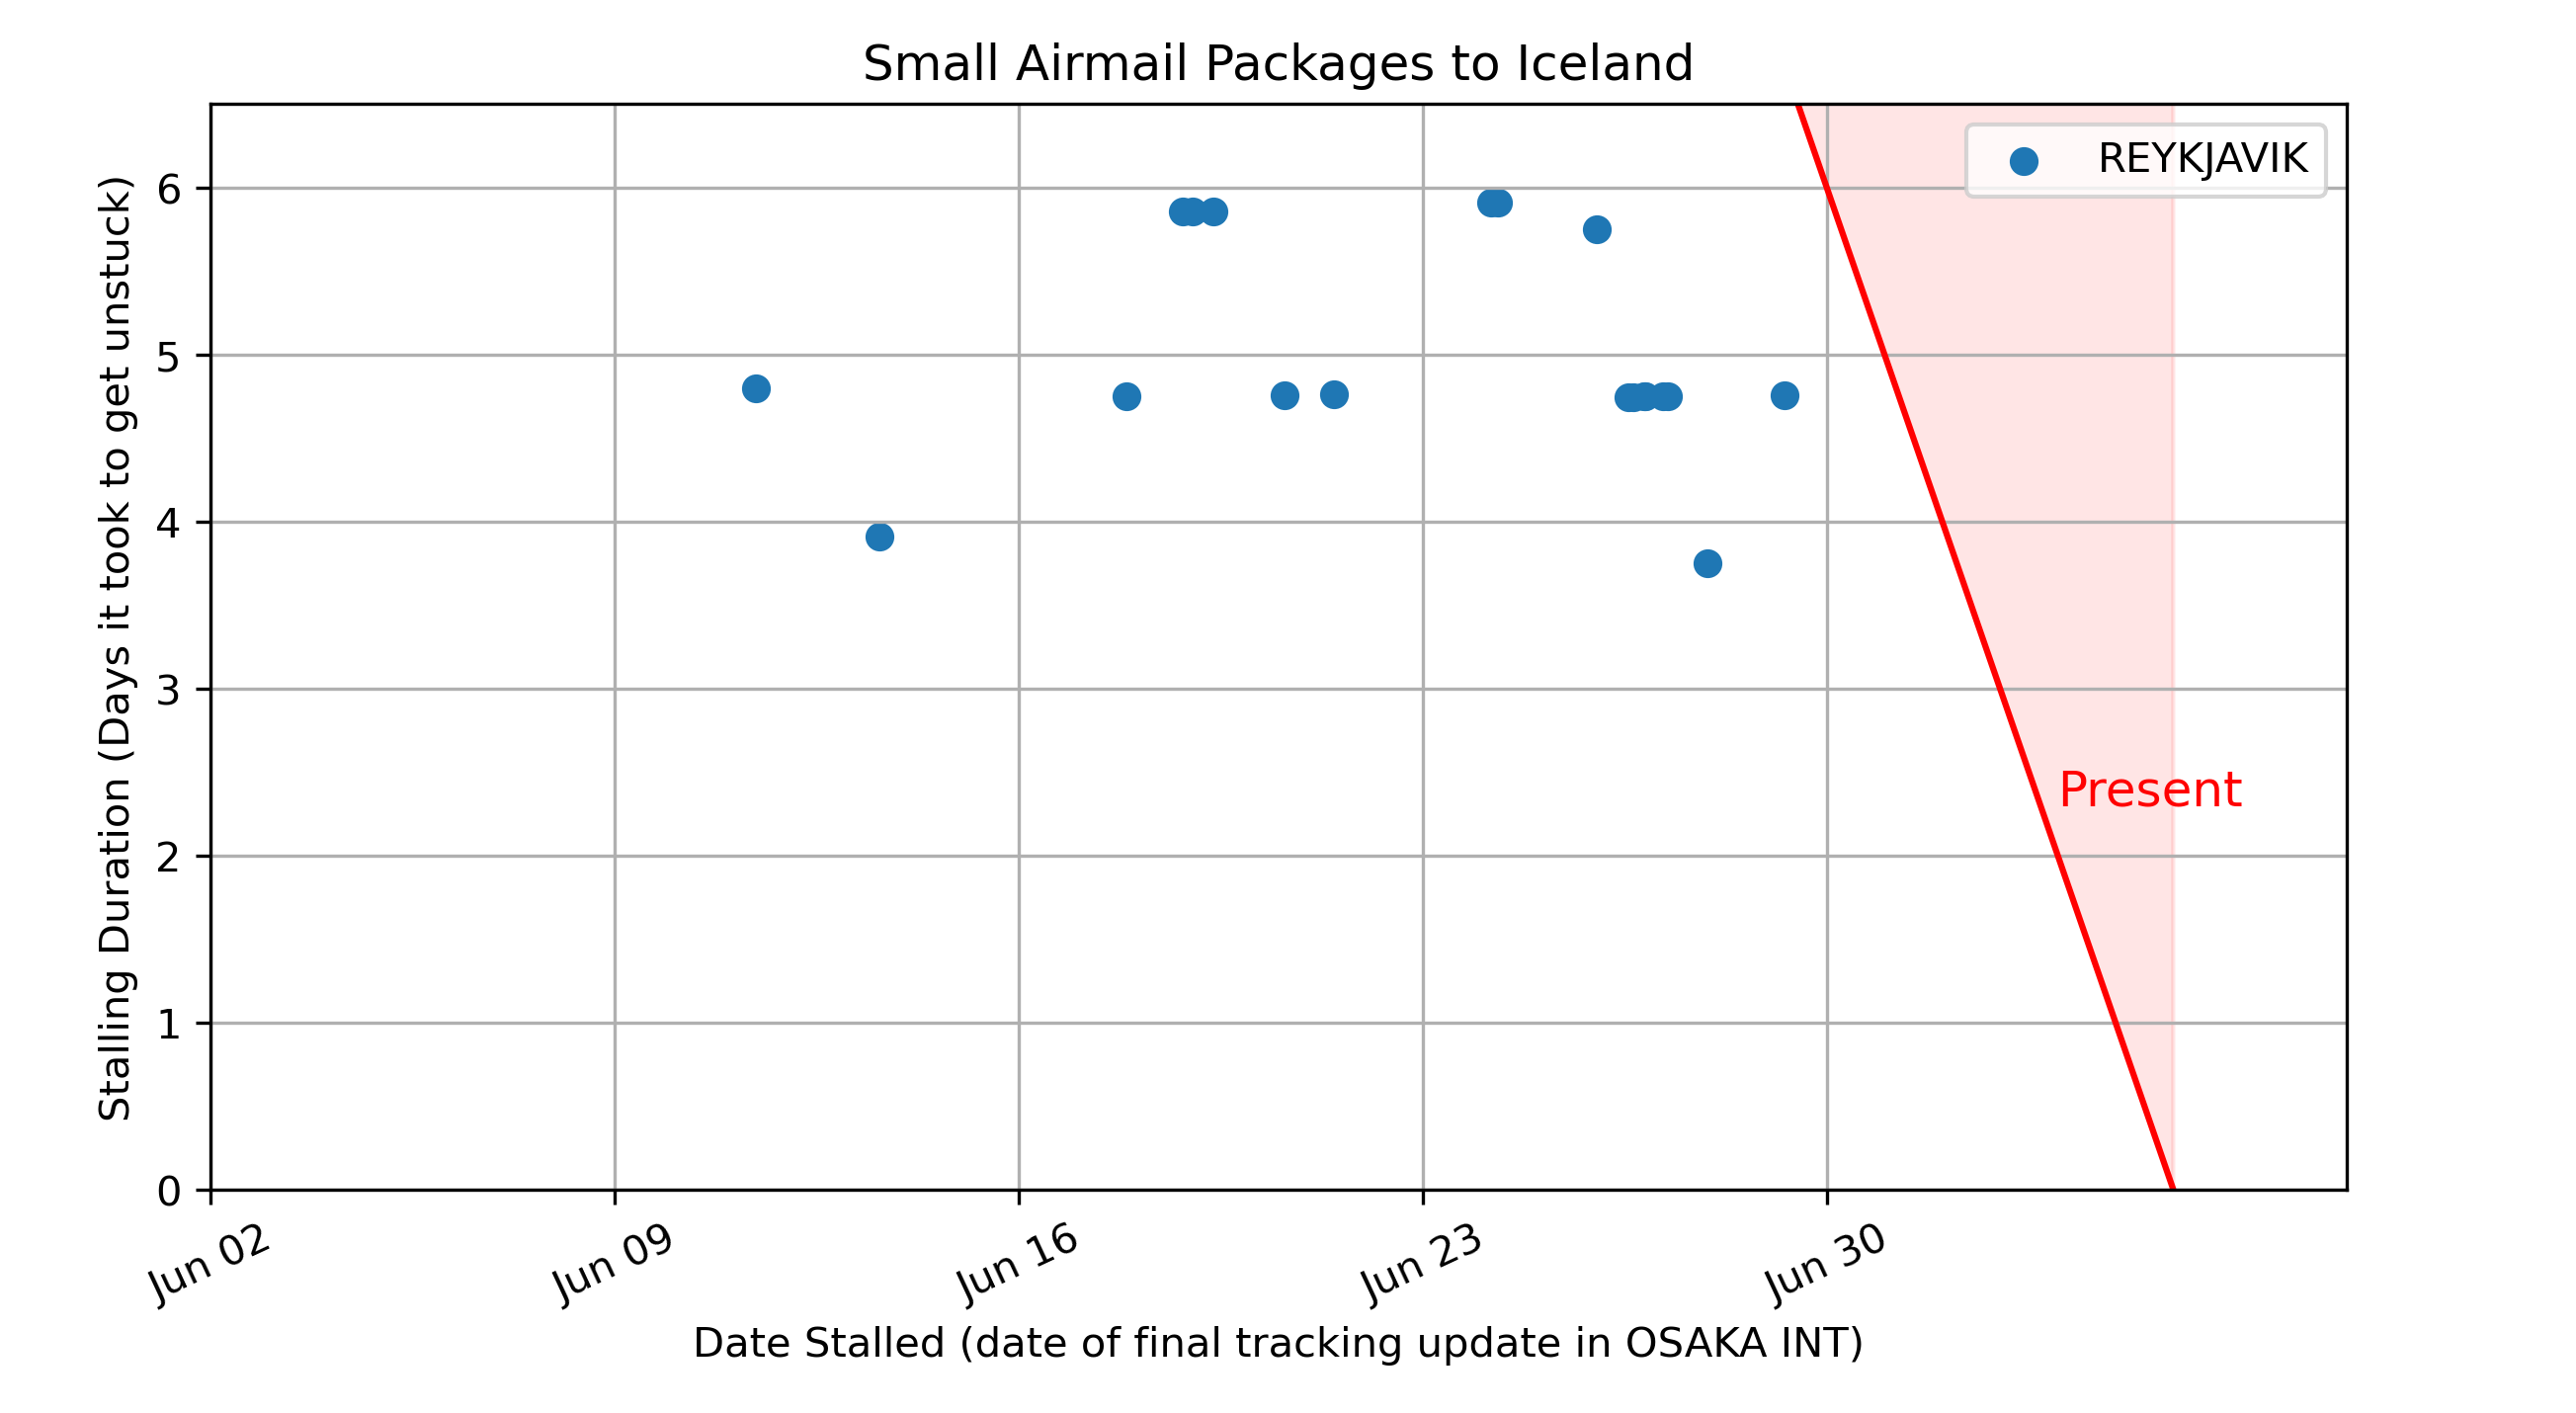 Small Airmail Packages to Iceland
REYKJAVIK
Stalling Duration (Days it took to get unstuck)
6
5
4
3
2
1
0
Present
Jun 02
Jun 09
Jun 16
Jun 23
Jun 30
Date Stalled (date of final tracking update in OSAKA INT)